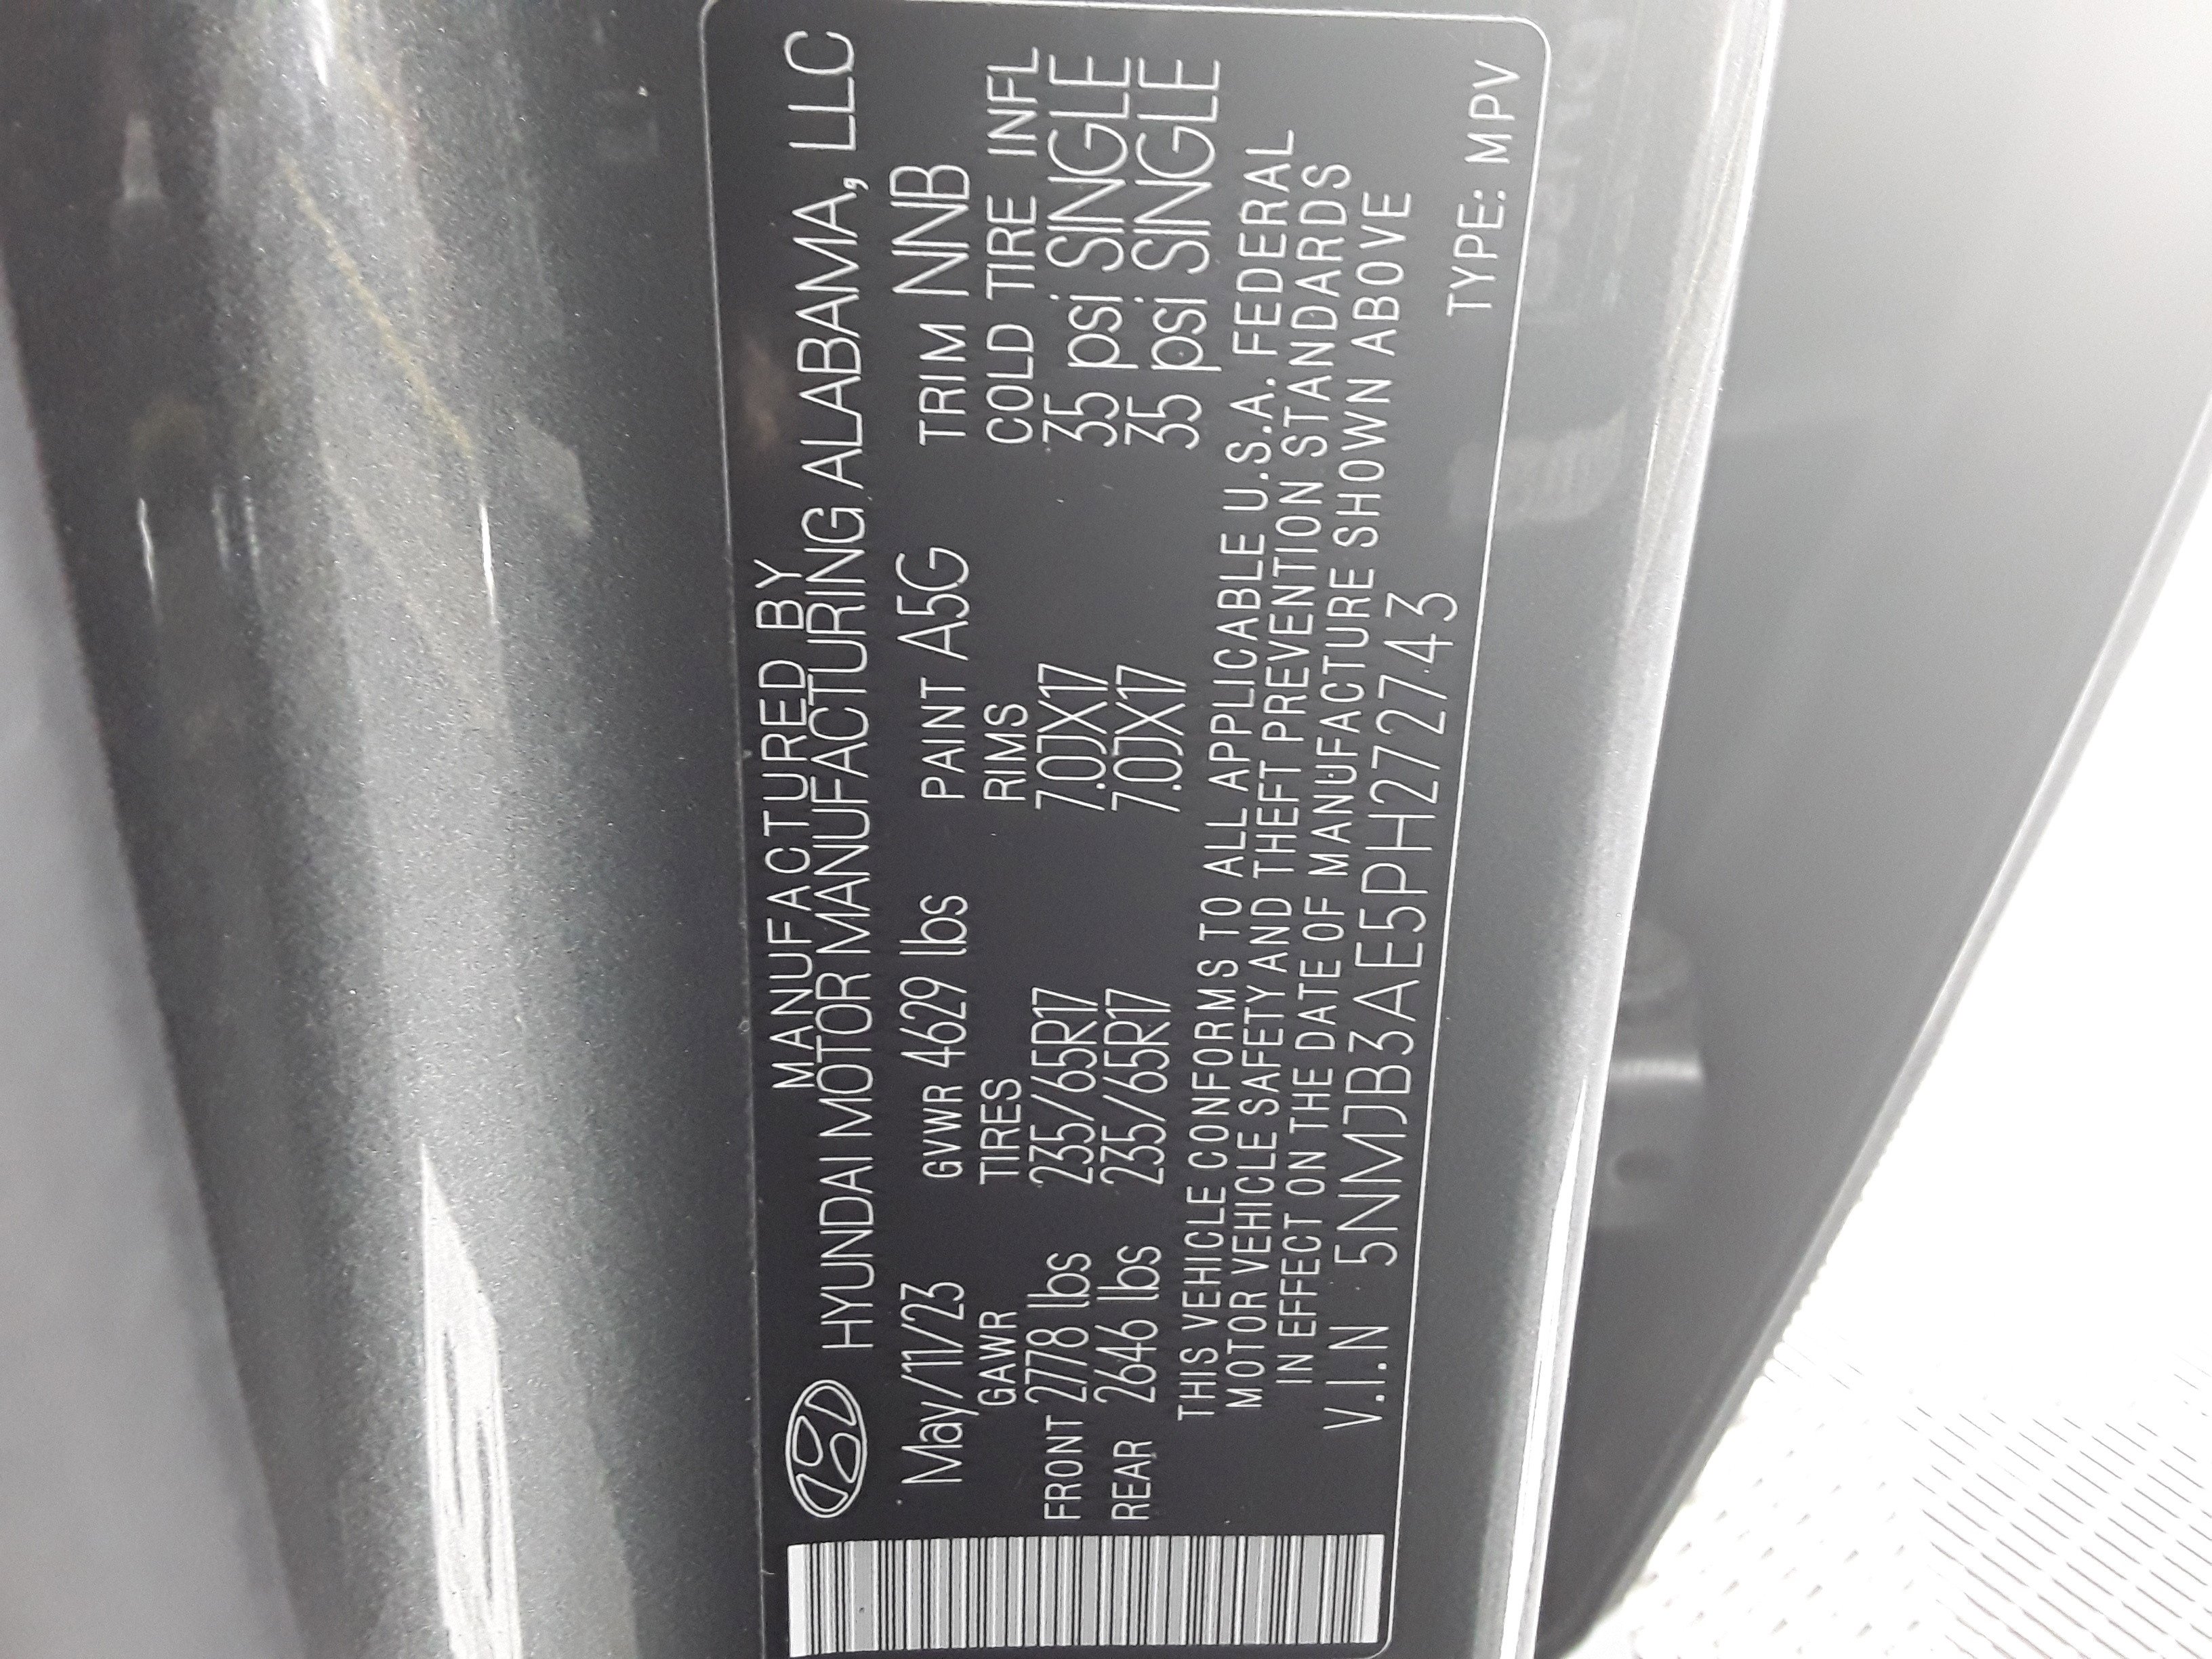 MANUFACTURED BY
HYUNDAI MOTOR MANUFACTURING ALABAMA, LLC
May/11/23 GVWR 4629 lbs PAINT A5G TRIM NNB
GAWR TIRES RIMS COLD TIRE INFL
FRONT 2778 lbs 235/65R17 7.0JX17 35 psi SINGLE
REAR 2646 lbs 235/65R17 7.0JX17 35 psi SINGLE
THIS VEHICLE CONFORMS TO ALL APPLICABLE U.S.A. FEDERAL
MOTOR VEHICLE SAFETY AND THEFT PREVENTION STANDARDS
IN EFFECT ON THE DATE OF MANUFACTURE SHOWN ABOVE
V.I.N 5NMJB3AE5PH272743
TYPE: MPV